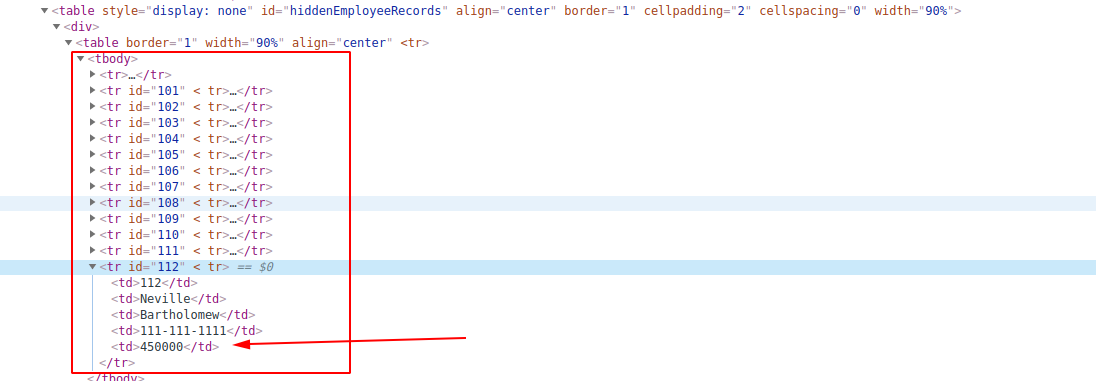 <table style="display: none" id="hiddenEmployeeRecords" align="center" border="1" cellpadding="2" cellspacing="0" width="90%">
<div>
<table border="1" width="90%" align="center" <tr>
<tbody>
<tr>…</tr>
<tr id="101" < tr>…</tr>
<tr id="102" < tr>…</tr>
<tr id="103" < tr>…</tr>
<tr id="104" < tr>…</tr>
<tr id="105" < tr>…</tr>
<tr id="106" < tr>…</tr>
<tr id="107" < tr>…</tr>
<tr id="108" < tr>…</tr>
<tr id="109" < tr>…</tr>
<tr id="110" < tr>…</tr>
<tr id="111" < tr>…</tr>
<tr id="112" < tr> == $0
<td>112</td>
<td>Neville</td>
<td>Bartholomew</td>
<td>111-111-1111</td>
<td>450000</td>
</tr>
</tbody>